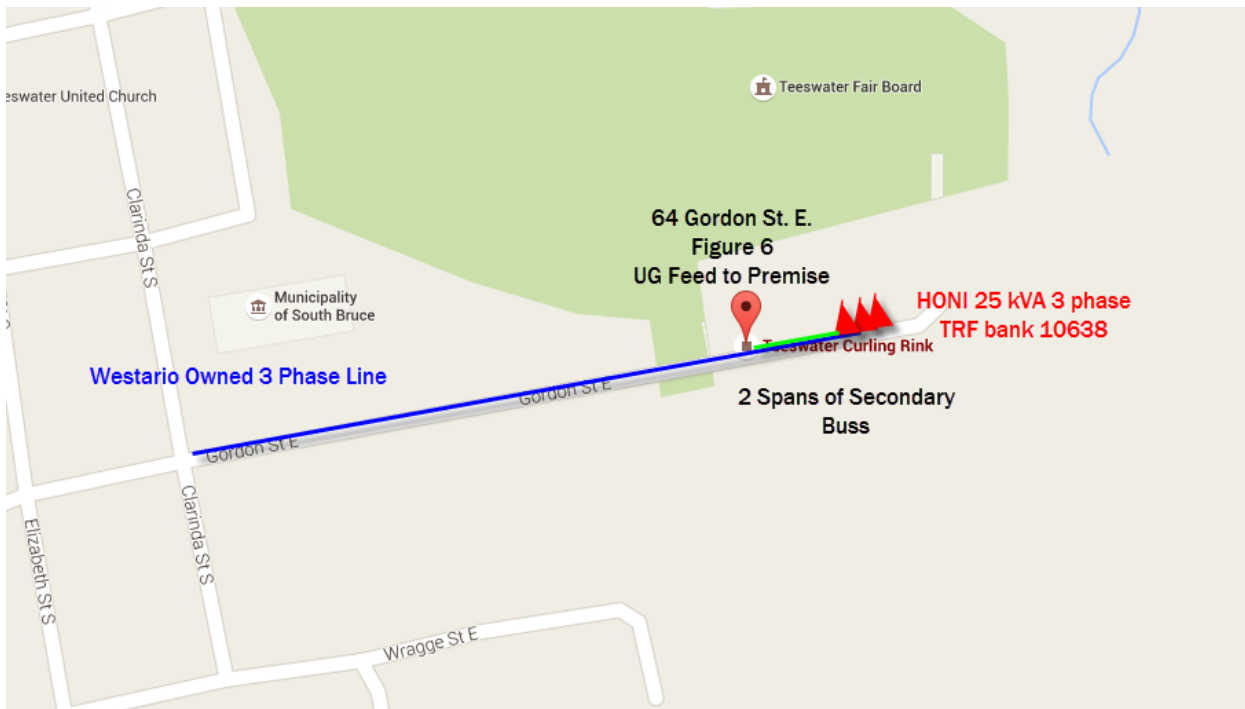 Teeswater Fair Board
eswater United Church
Clarinda St S
64 Gordon St. E.
Figure 6
UG Feed to Premise
Municipality
of South Bruce
HONI 25 kVA 3 phase
TRF bank 10638
Teeswater Curling Rink
Westario Owned 3 Phase Line
Gordon St E
2 Spans of Secondary
Buss
Gordon St E
Clarinda St S
Elizabeth St S
Wragge St E